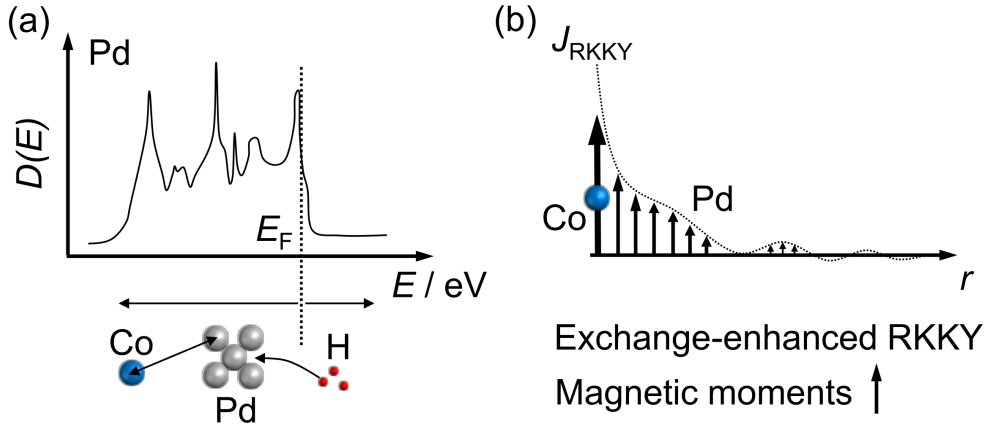 (a)
Pd
D(E)
E_F
E / eV
Co
H
Pd
(b)
J_RKKY
Pd
Co
r
Exchange-enhanced RKKY
Magnetic moments